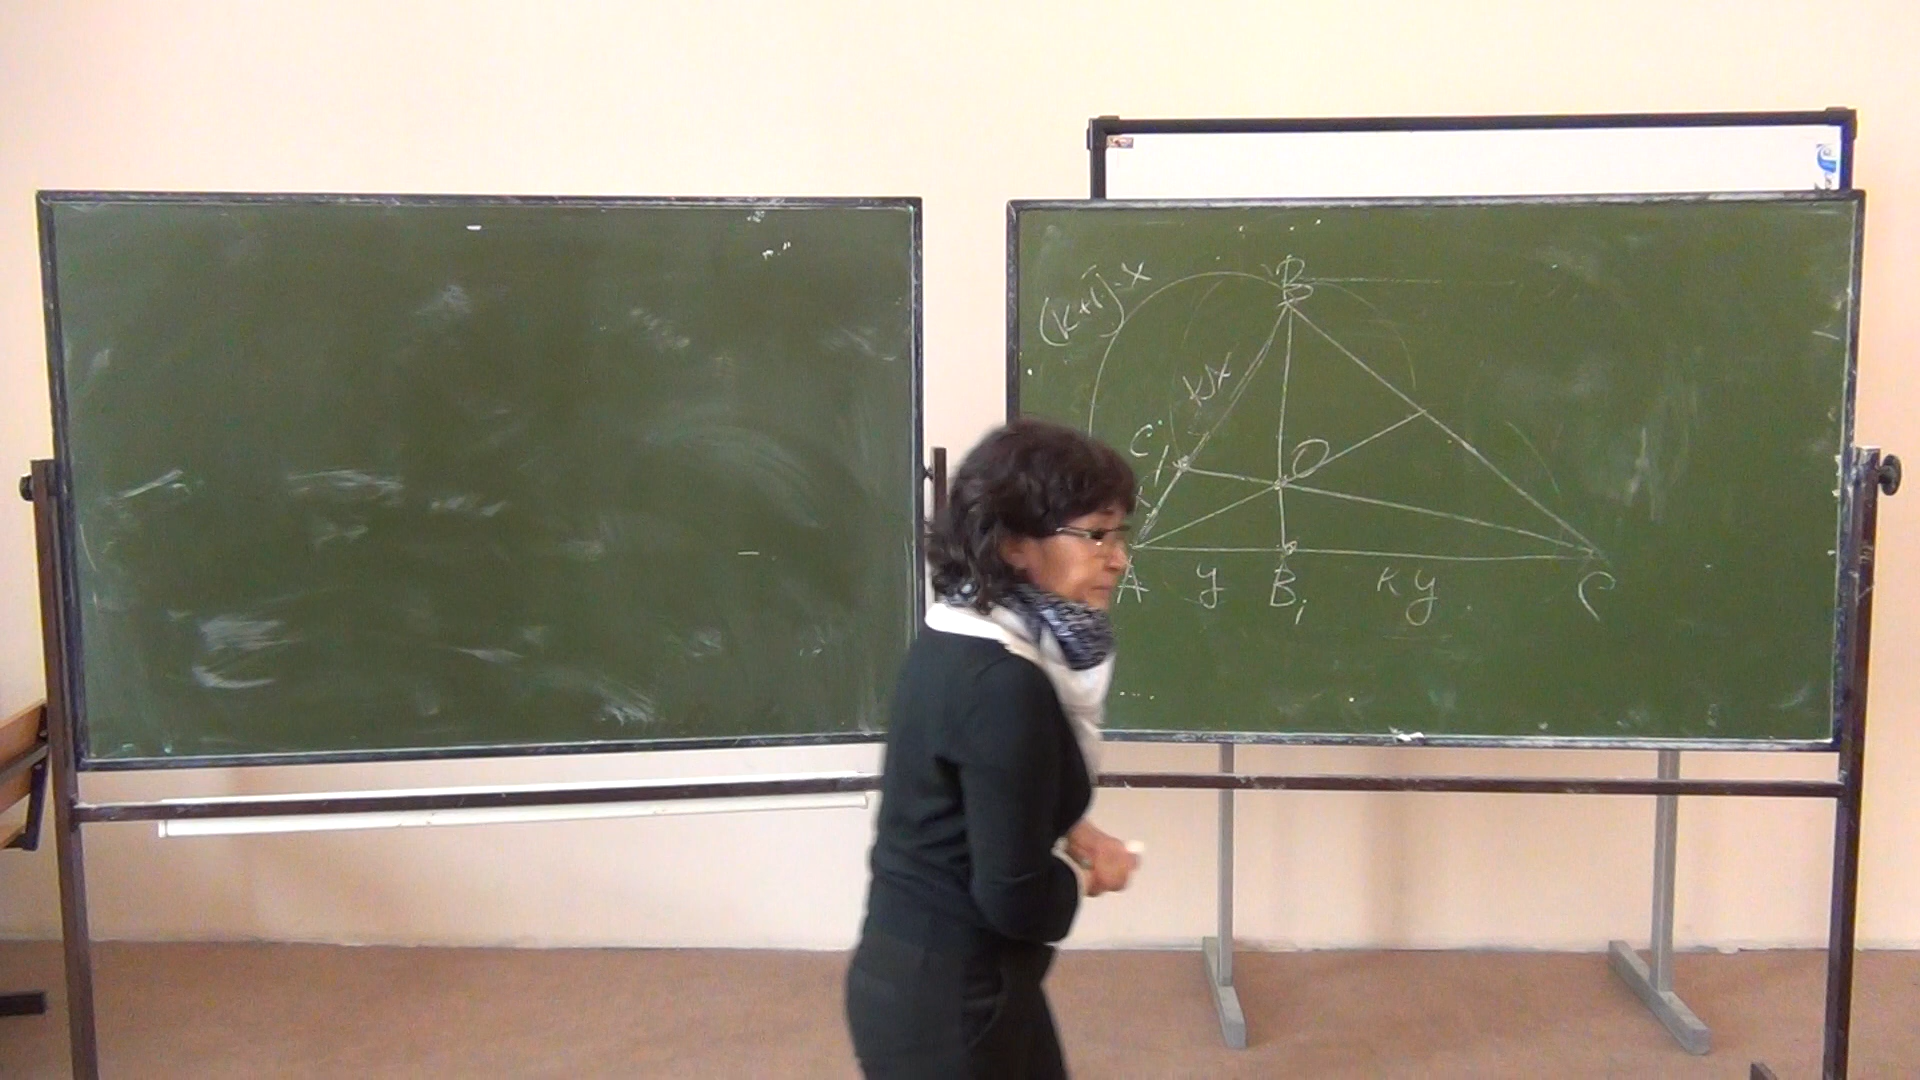 B
(k+1)·x
kx
C₁
O
A y B₁ ky C